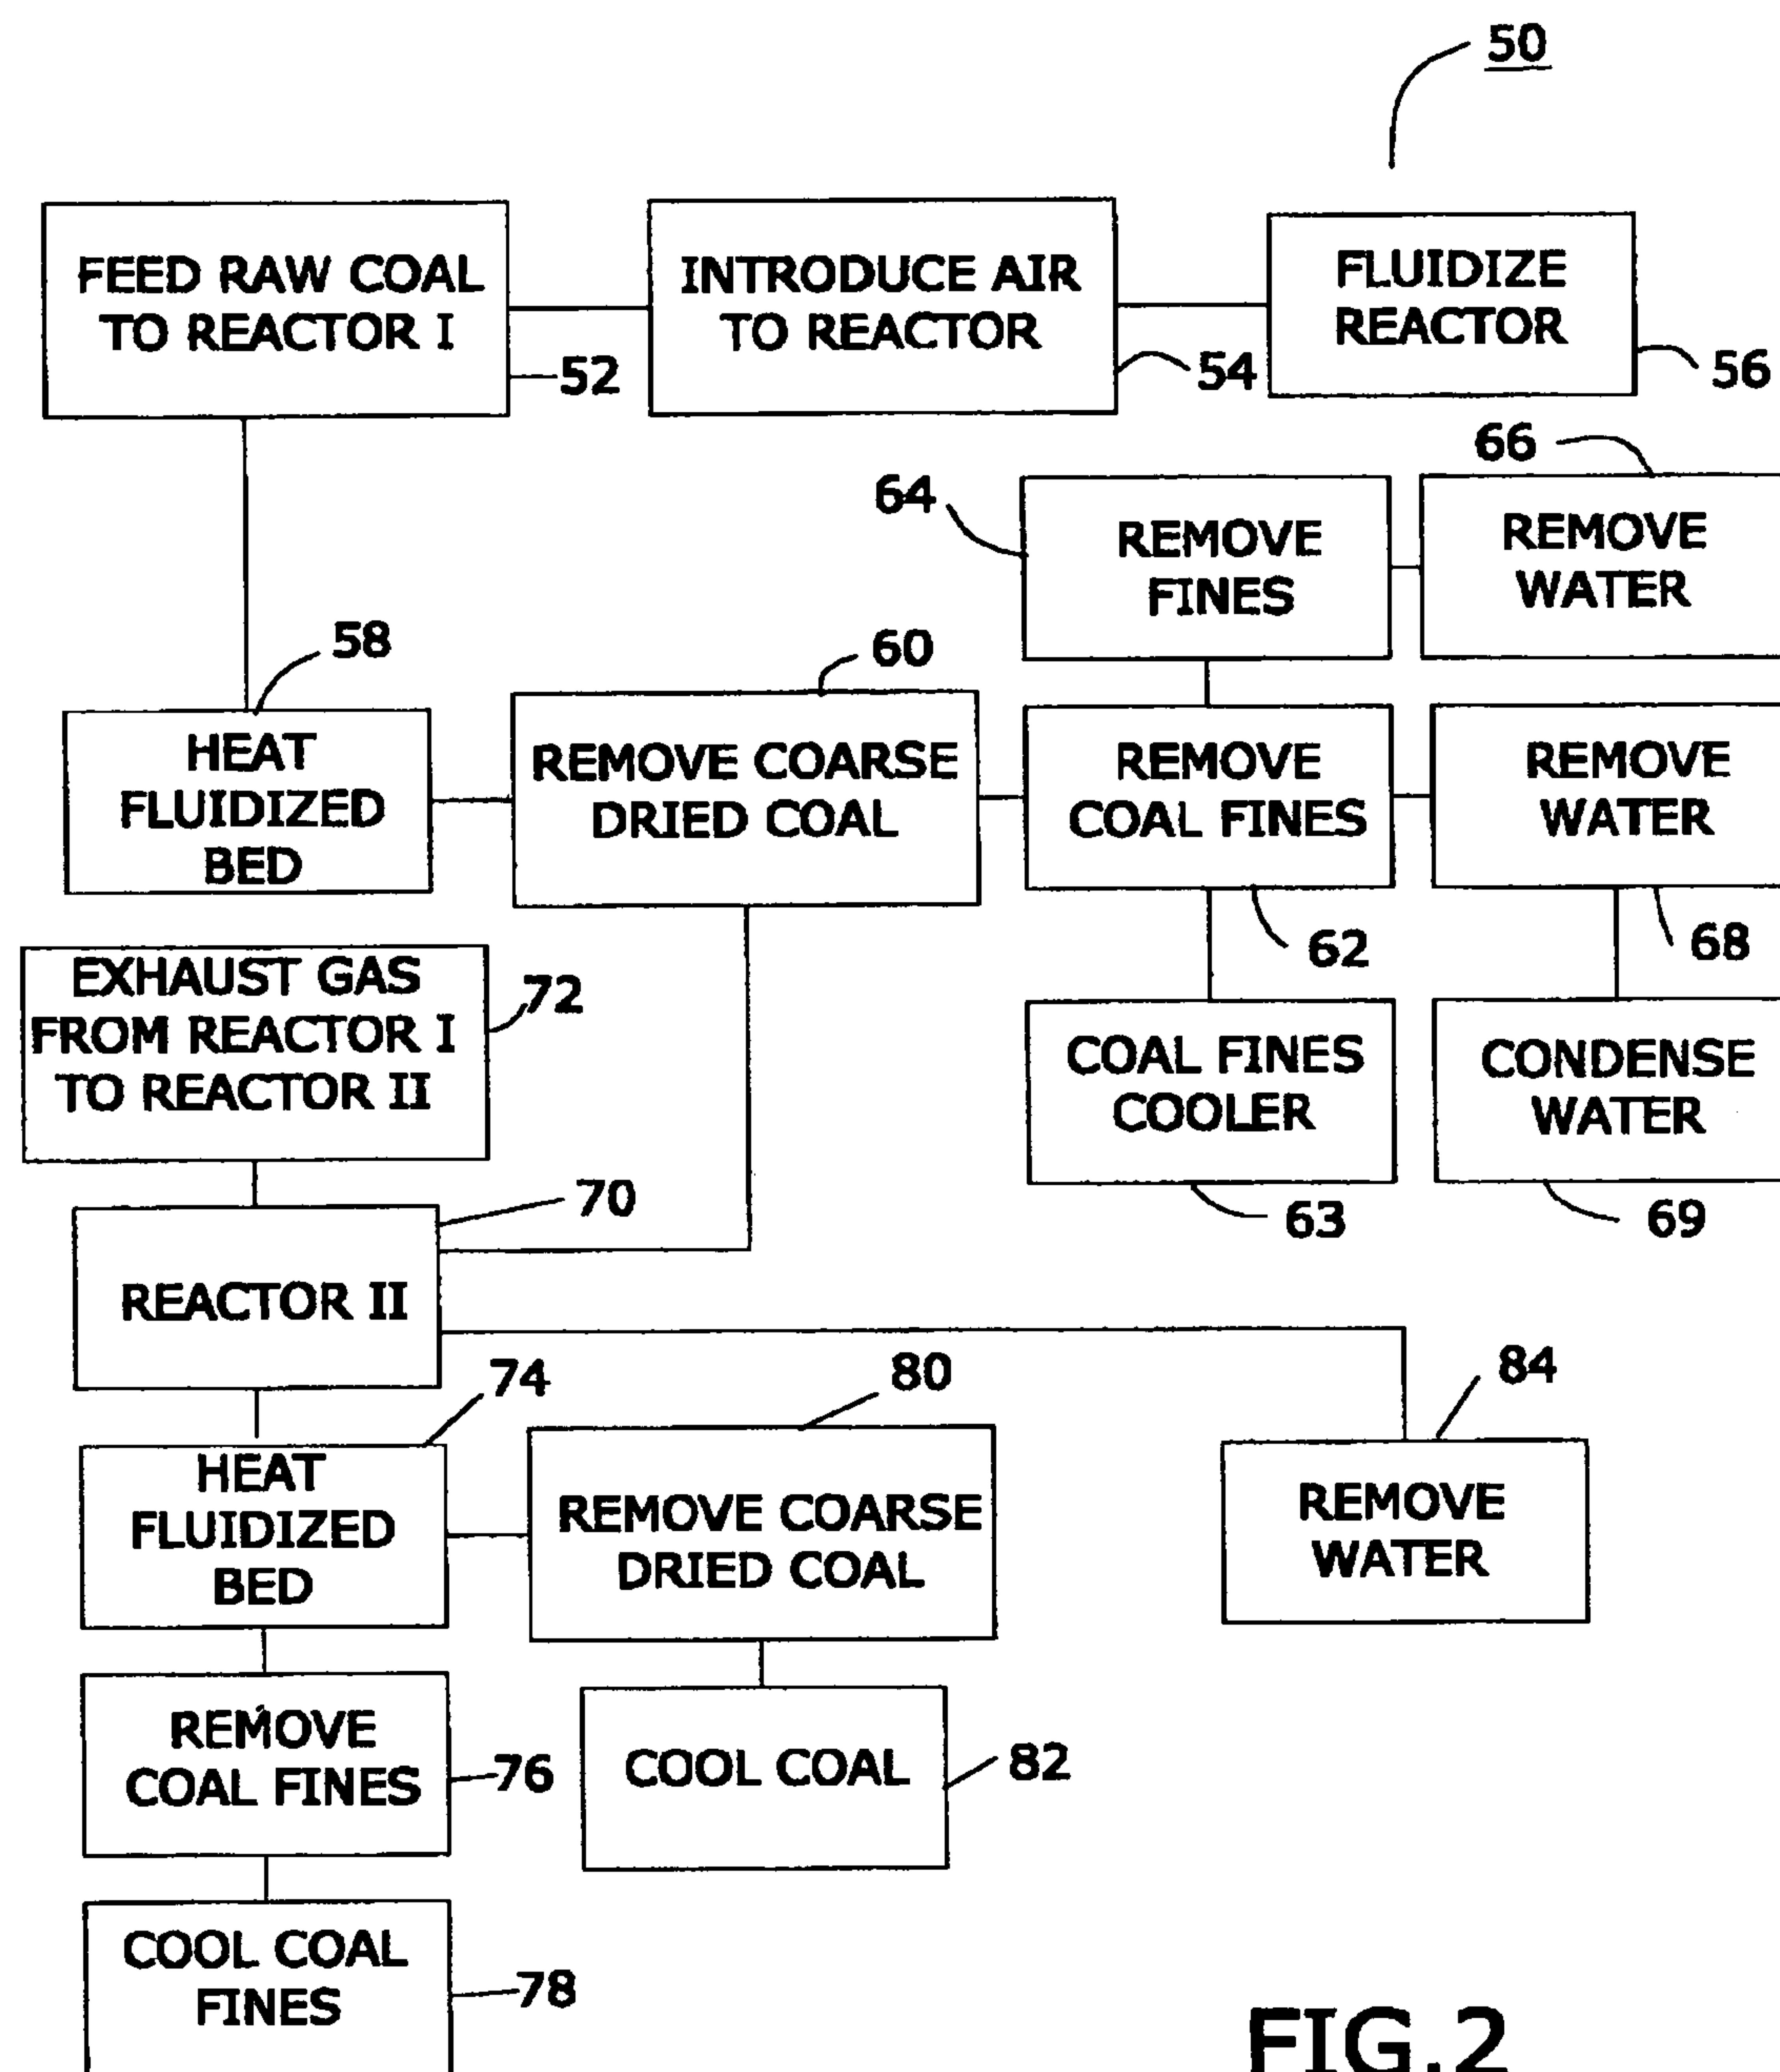 50
FEED RAW COAL
TO REACTOR I
52
INTRODUCE AIR
TO REACTOR
54
FLUIDIZE
REACTOR
56
64
REMOVE
FINES
66
REMOVE
WATER
58
HEAT
FLUIDIZED
BED
60
REMOVE COARSE
DRIED COAL
REMOVE
COAL FINES
62
REMOVE
WATER
68
EXHAUST GAS
FROM REACTOR I
TO REACTOR II
72
COAL FINES
COOLER
63
CONDENSE
WATER
69
70
REACTOR II
74
HEAT
FLUIDIZED
BED
80
REMOVE COARSE
DRIED COAL
84
REMOVE
WATER
REMOVE
COAL FINES
76
COOL COAL
82
COOL COAL
FINES
78
FIG.2